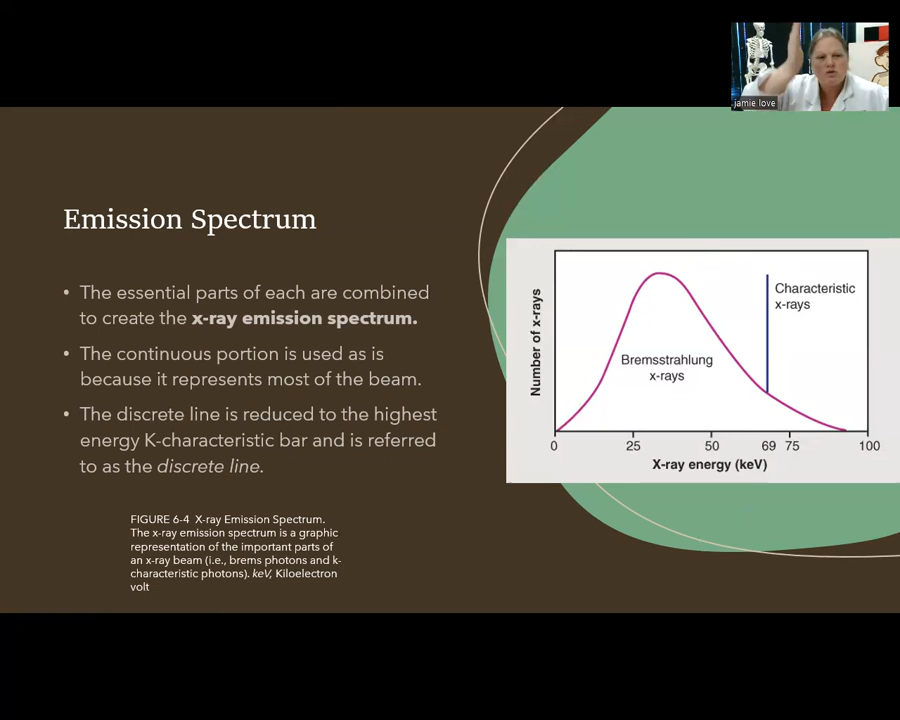 jamie love
Emission Spectrum
• The essential parts of each are combined
to create the x-ray emission spectrum.
• The continuous portion is used as is
because it represents most of the beam.
• The discrete line is reduced to the highest
energy K-characteristic bar and is referred
to as the discrete line.
FIGURE 6-4 X-ray Emission Spectrum.
The x-ray emission spectrum is a graphic
representation of the important parts of
an x-ray beam (i.e., brems photons and k-
characteristic photons). keV, Kiloelectron
volt
Number of x-rays
Characteristic
x-rays
Bremsstrahlung
x-rays
0 25 50 69 75 100
X-ray energy (keV)